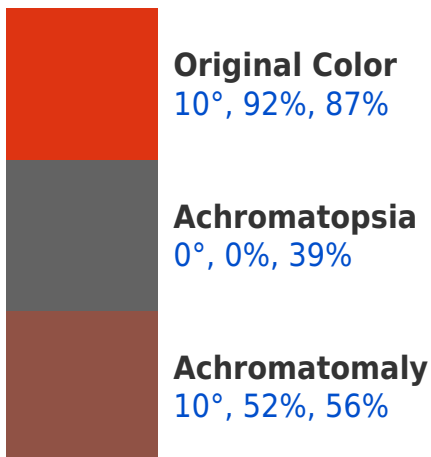 Original Color
10°, 92%, 87%
Achromatopsia
0°, 0%, 39%
Achromatomaly
10°, 52%, 56%